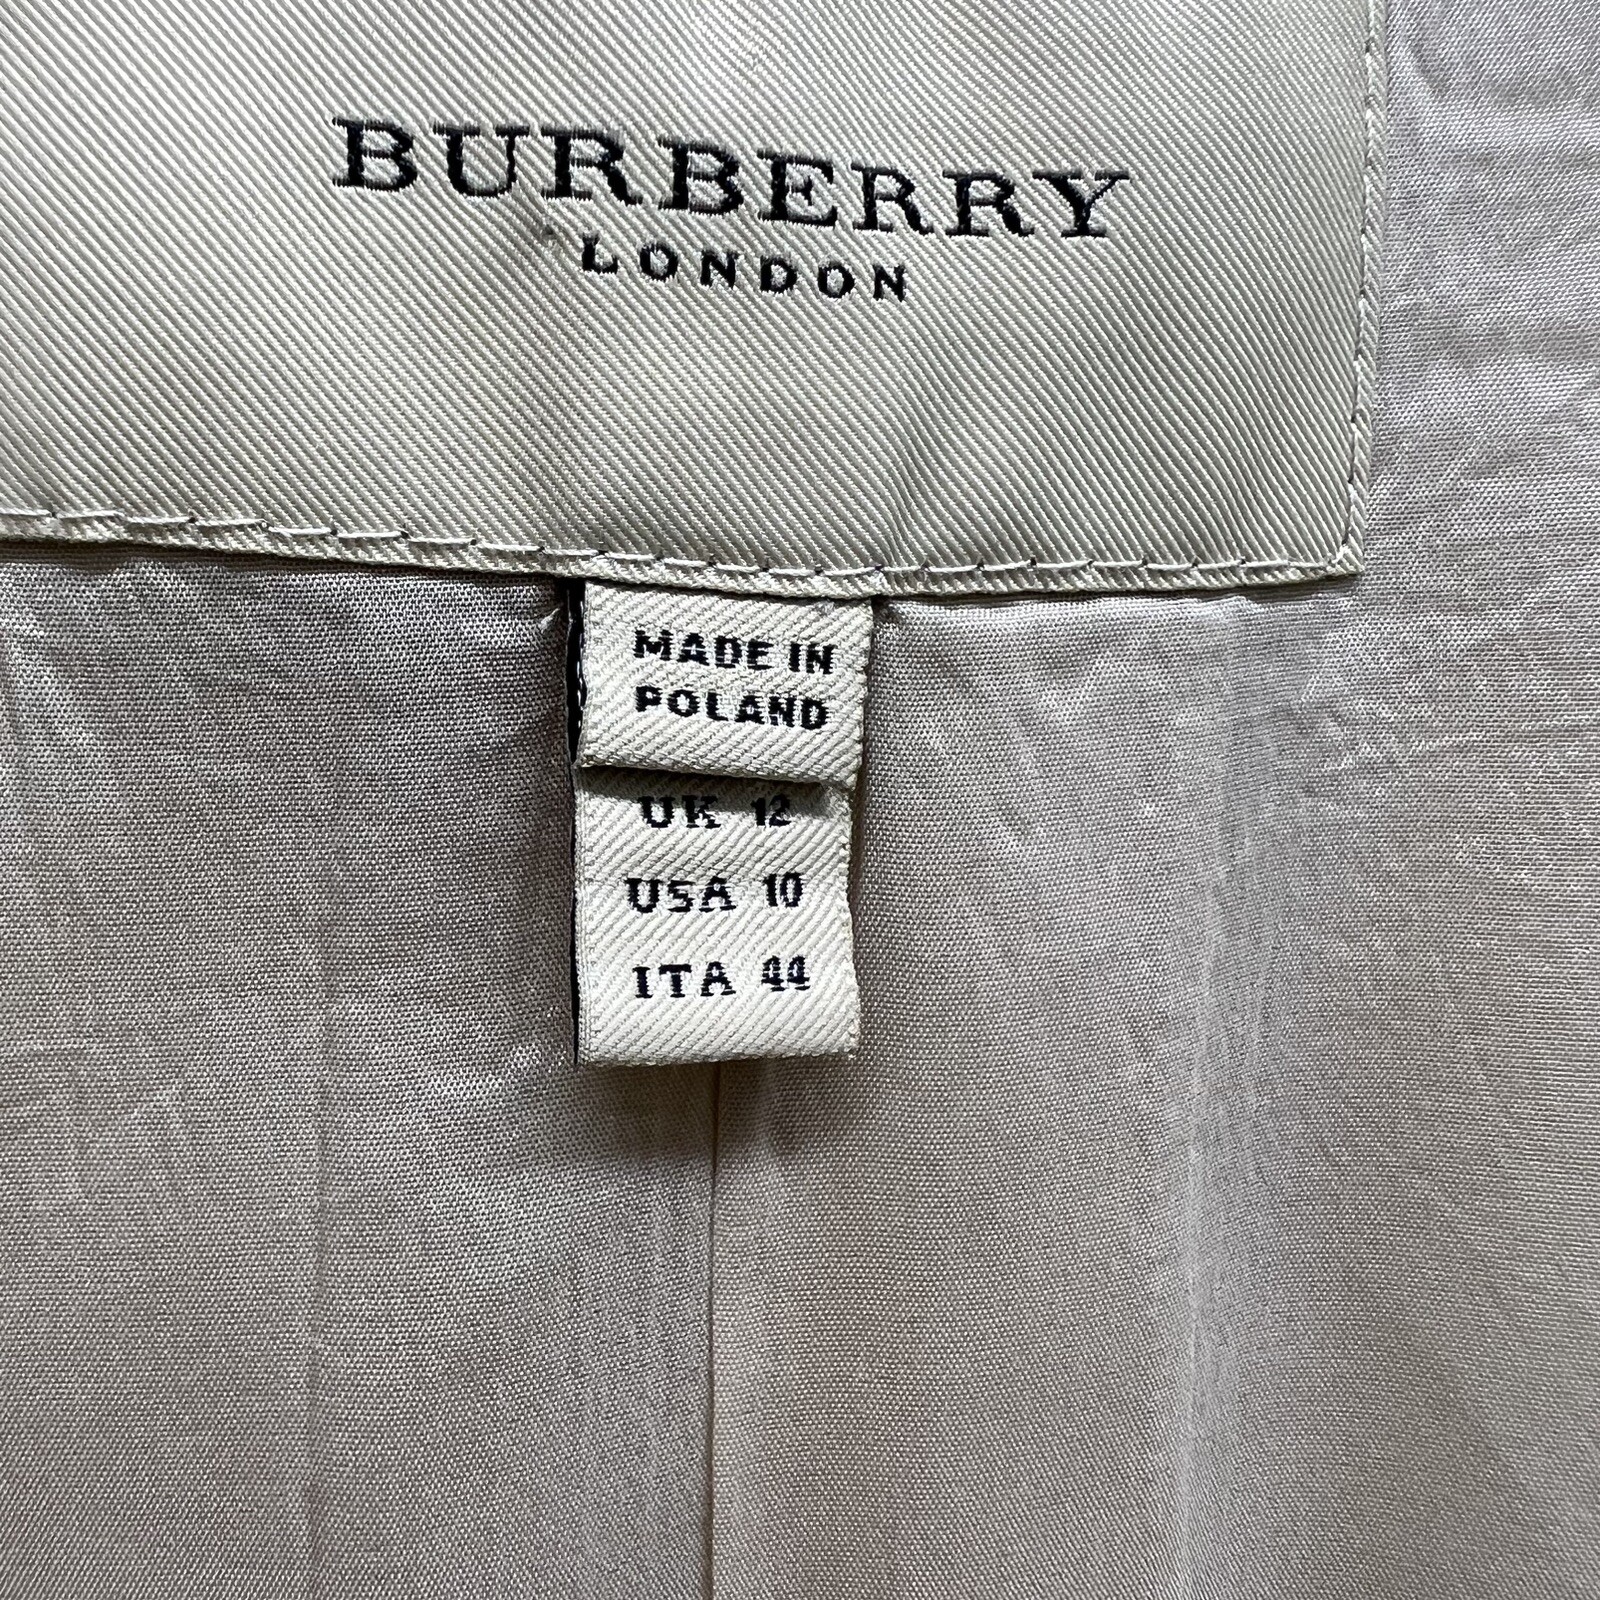 BURBERRY
LONDON
MADE IN
POLAND
UK 12
USA 10
ITA 44